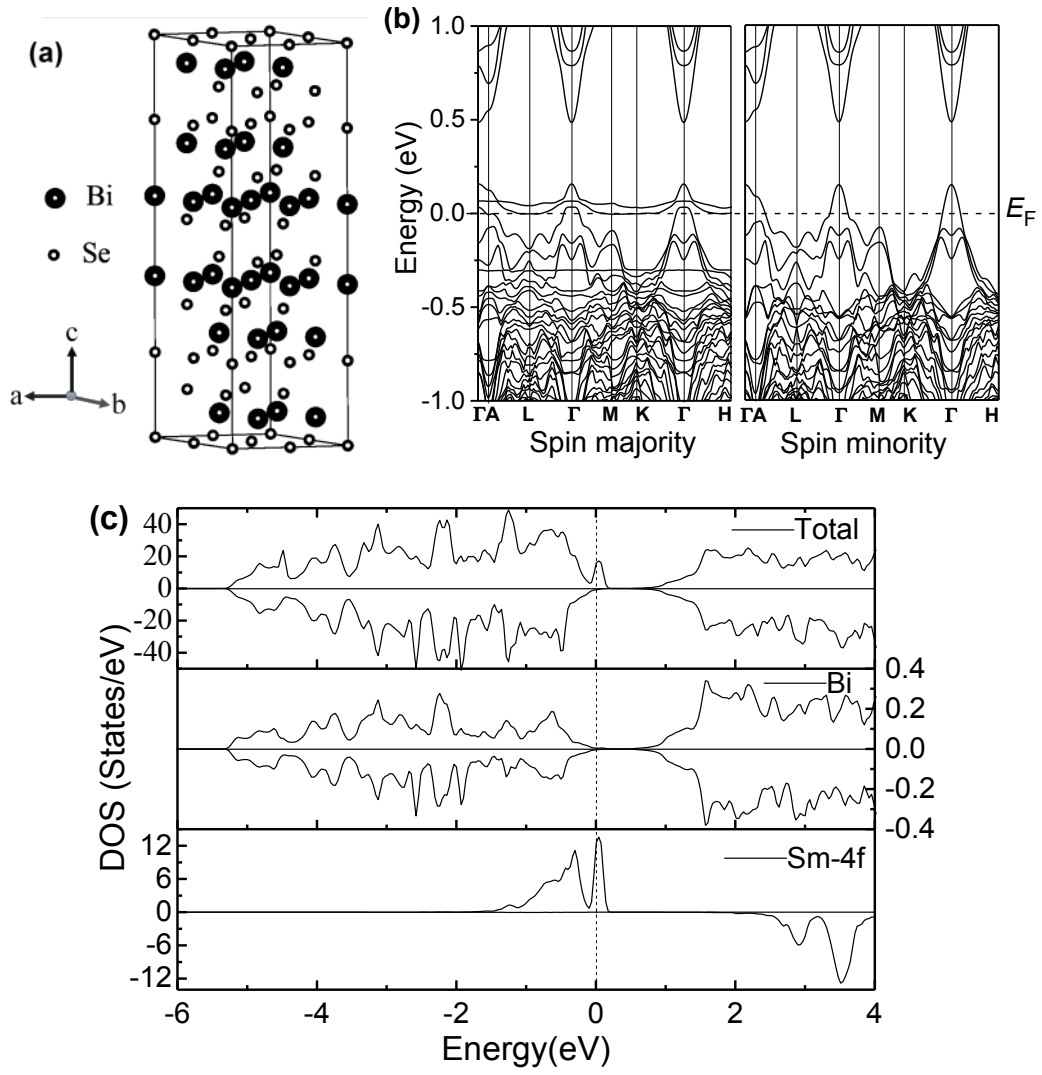 (a)
Bi
Se
c
a
b
(b)
Energy (eV)
1.0
0.5
0.0
-0.5
-1.0
E_F
Γ A L Γ M K Γ H
Γ A L Γ M K Γ H
Spin majority
Spin minority
(c)
DOS (States/eV)
40
20
0
-20
-40
Total
0.4
0.2
0.0
-0.2
-0.4
Bi
12
6
0
-6
-12
Sm-4f
-6 -4 -2 0 2 4
Energy(eV)